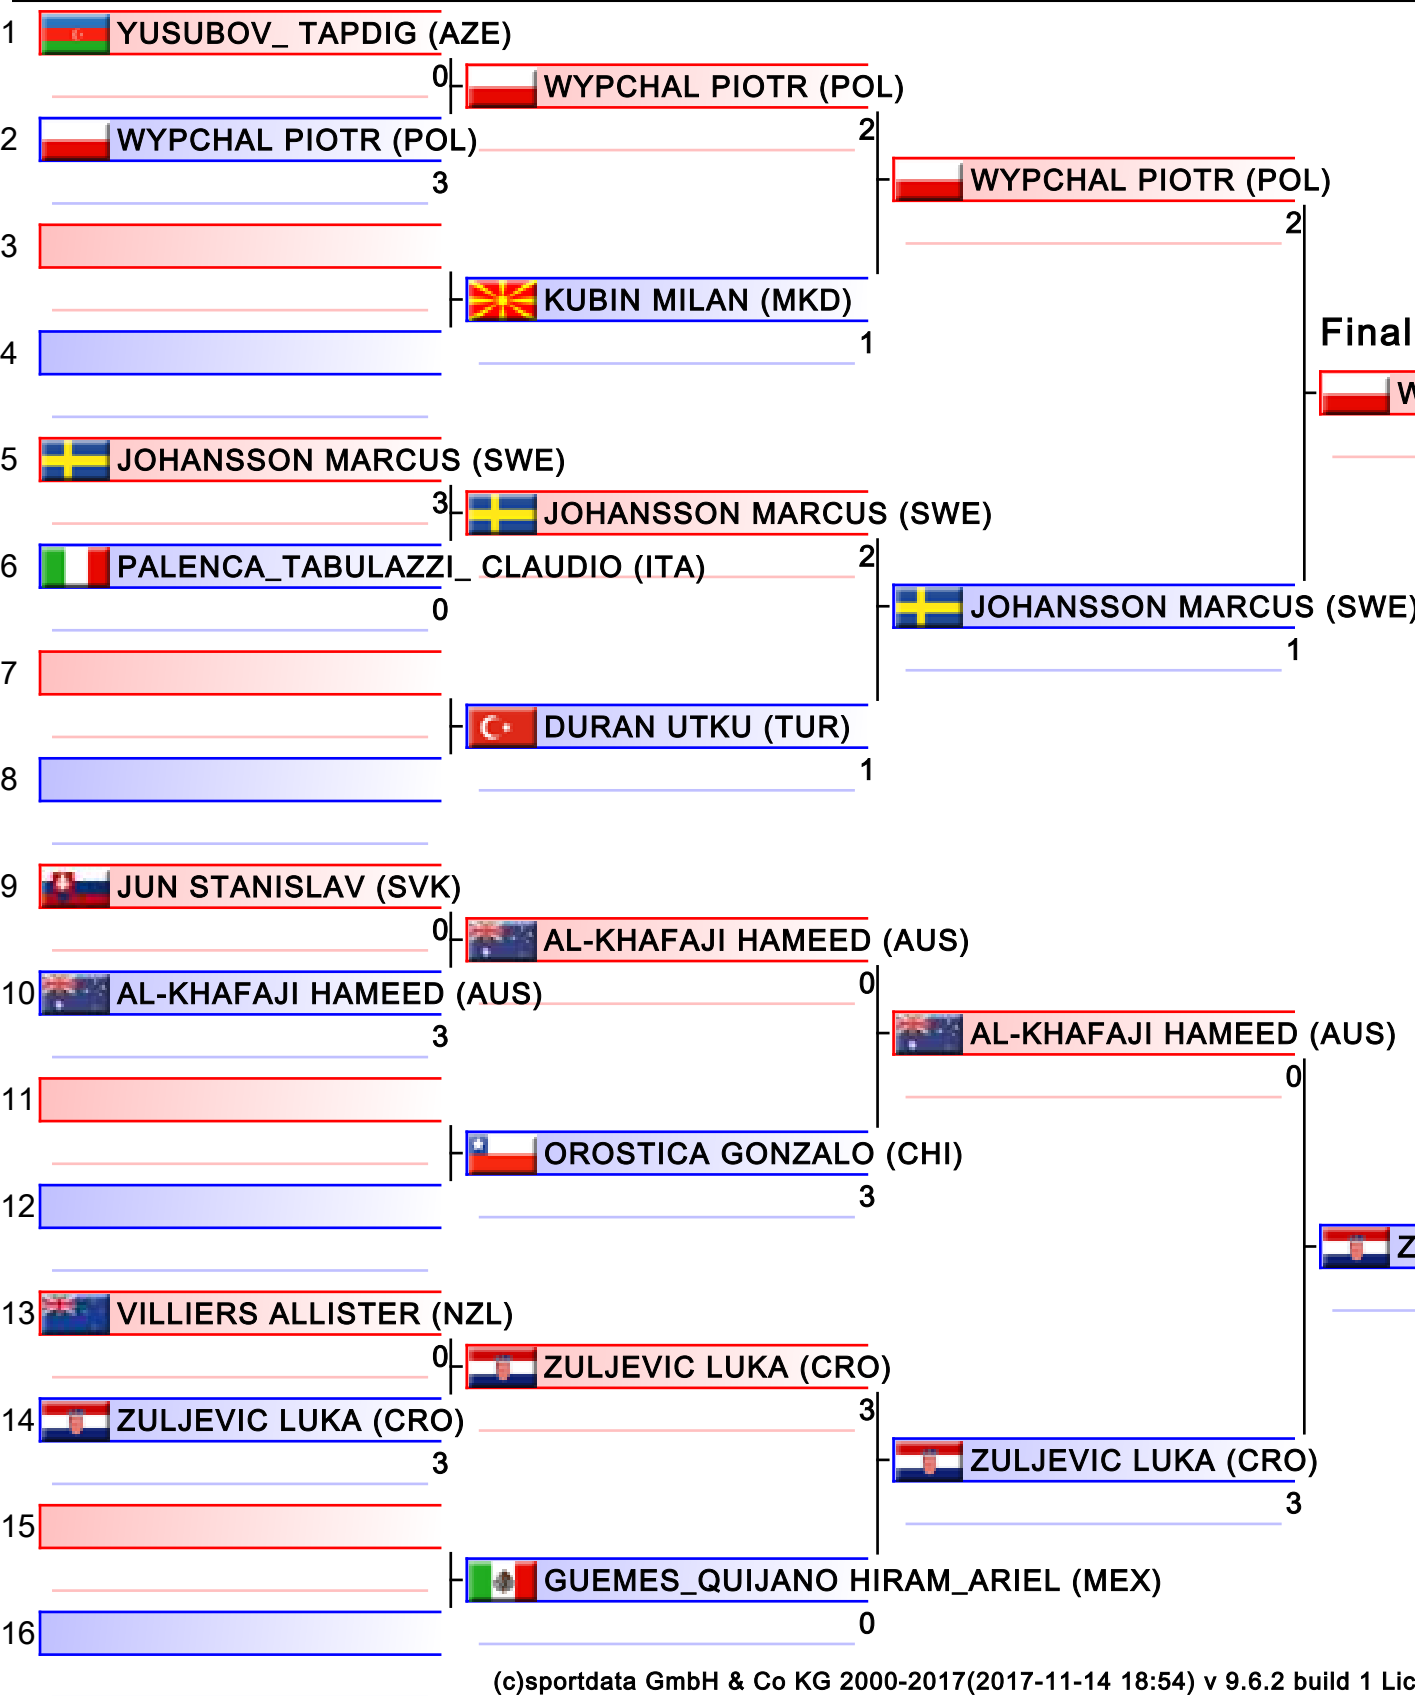 1 YUSUBOV_ TAPDIG (AZE)
0
WYPCHAL PIOTR (POL)
2
2 WYPCHAL PIOTR (POL)
3
WYPCHAL PIOTR (POL)
2
3
KUBIN MILAN (MKD)
1
4
Final
W
5 JOHANSSON MARCUS (SWE)
3
JOHANSSON MARCUS (SWE)
2
6 PALENCA_TABULAZZI_ CLAUDIO (ITA)
0
JOHANSSON MARCUS (SWE)
1
7
DURAN UTKU (TUR)
1
8
9 JUN STANISLAV (SVK)
0
AL-KHAFAJI HAMEED (AUS)
0
10 AL-KHAFAJI HAMEED (AUS)
3
AL-KHAFAJI HAMEED (AUS)
0
11
OROSTICA GONZALO (CHI)
3
12
Z
13 VILLIERS ALLISTER (NZL)
0
ZULJEVIC LUKA (CRO)
3
14 ZULJEVIC LUKA (CRO)
3
ZULJEVIC LUKA (CRO)
3
15
GUEMES_QUIJANO HIRAM_ARIEL (MEX)
0
16
(c)sportdata GmbH & Co KG 2000-2017(2017-11-14 18:54) v 9.6.2 build 1 Lic